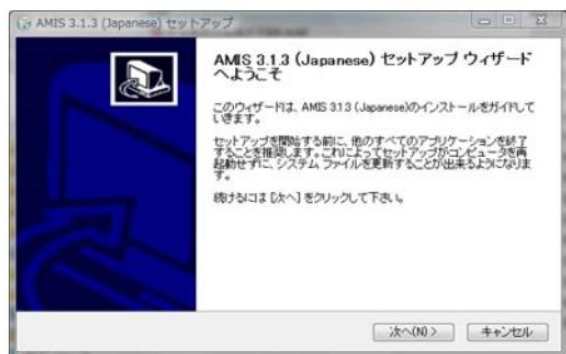 AMIS 3.1.3 (Japanese) セットアップ
AMIS 3.1.3 (Japanese) セットアップ ウィザード
へようこそ
このウィザードは、AMIS 3.1.3 (Japanese)のインストールをガイドして
いきます。
セットアップを開始する前に、他のすべてのアプリケーションを終了
することを推奨します。これによってセットアップがコンピュータを再
起動せずに、システム ファイルを更新することが出来るようになりま
す。
続けるには [次へ] をクリックして下さい。
次へ(N) >
キャンセル